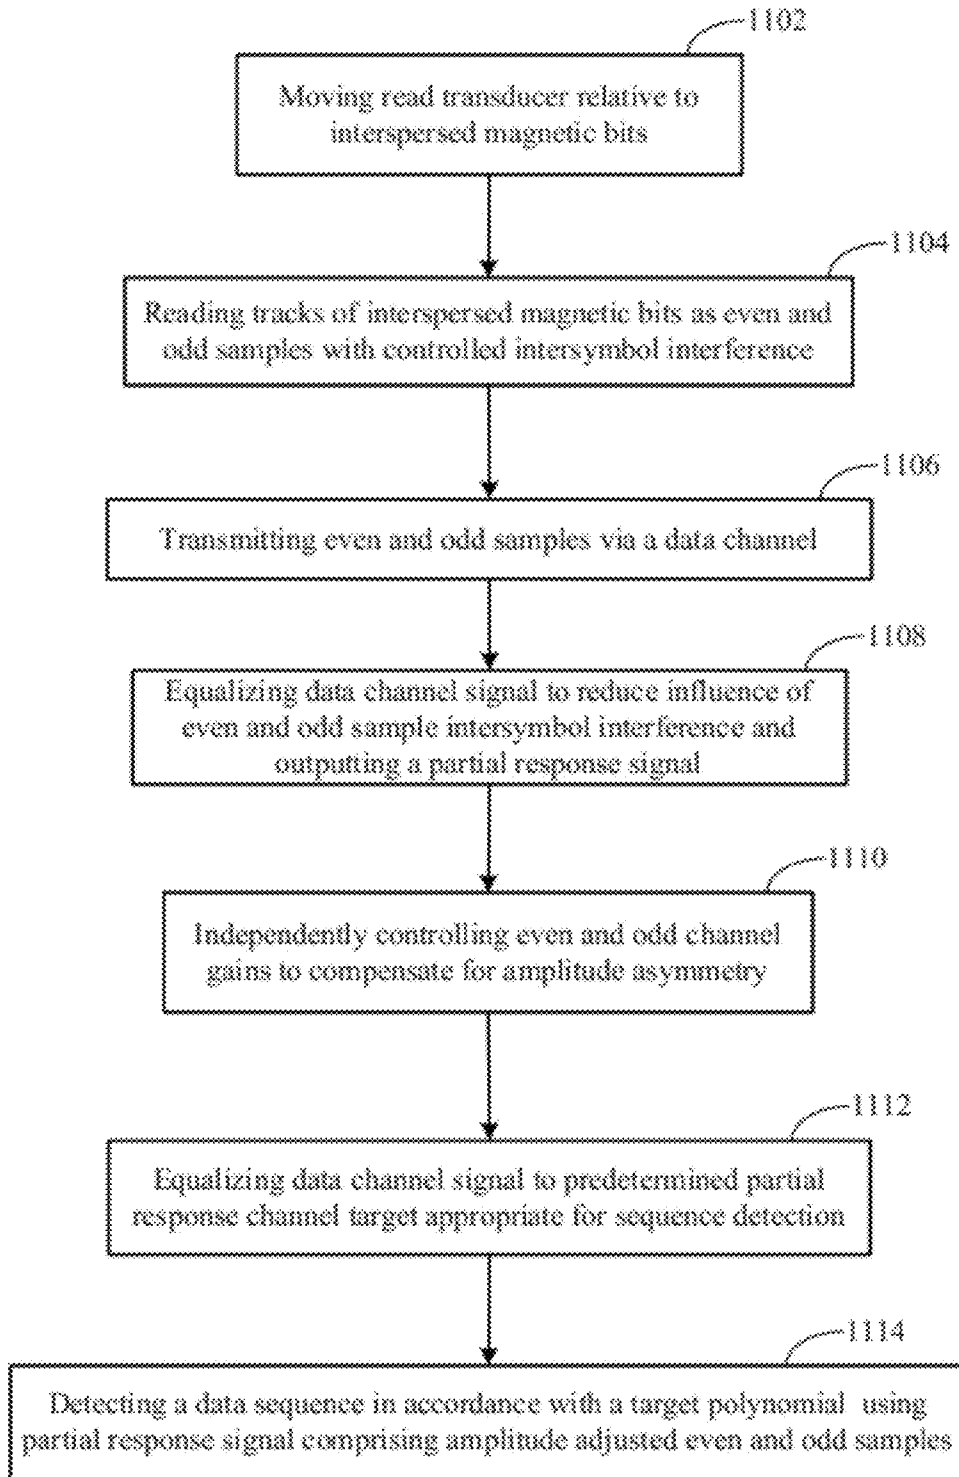 1102
Moving read transducer relative to
interspersed magnetic bits
1104
Reading tracks of interspersed magnetic bits as even and
odd samples with controlled intersymbol interference
1106
Transmitting even and odd samples via a data channel
1108
Equalizing data channel signal to reduce influence of
even and odd sample intersymbol interference and
outputting a partial response signal
1110
Independently controlling even and odd channel
gains to compensate for amplitude asymmetry
1112
Equalizing data channel signal to predetermined partial
response channel target appropriate for sequence detection
1114
Detecting a data sequence in accordance with a target polynomial using
partial response signal comprising amplitude adjusted even and odd samples